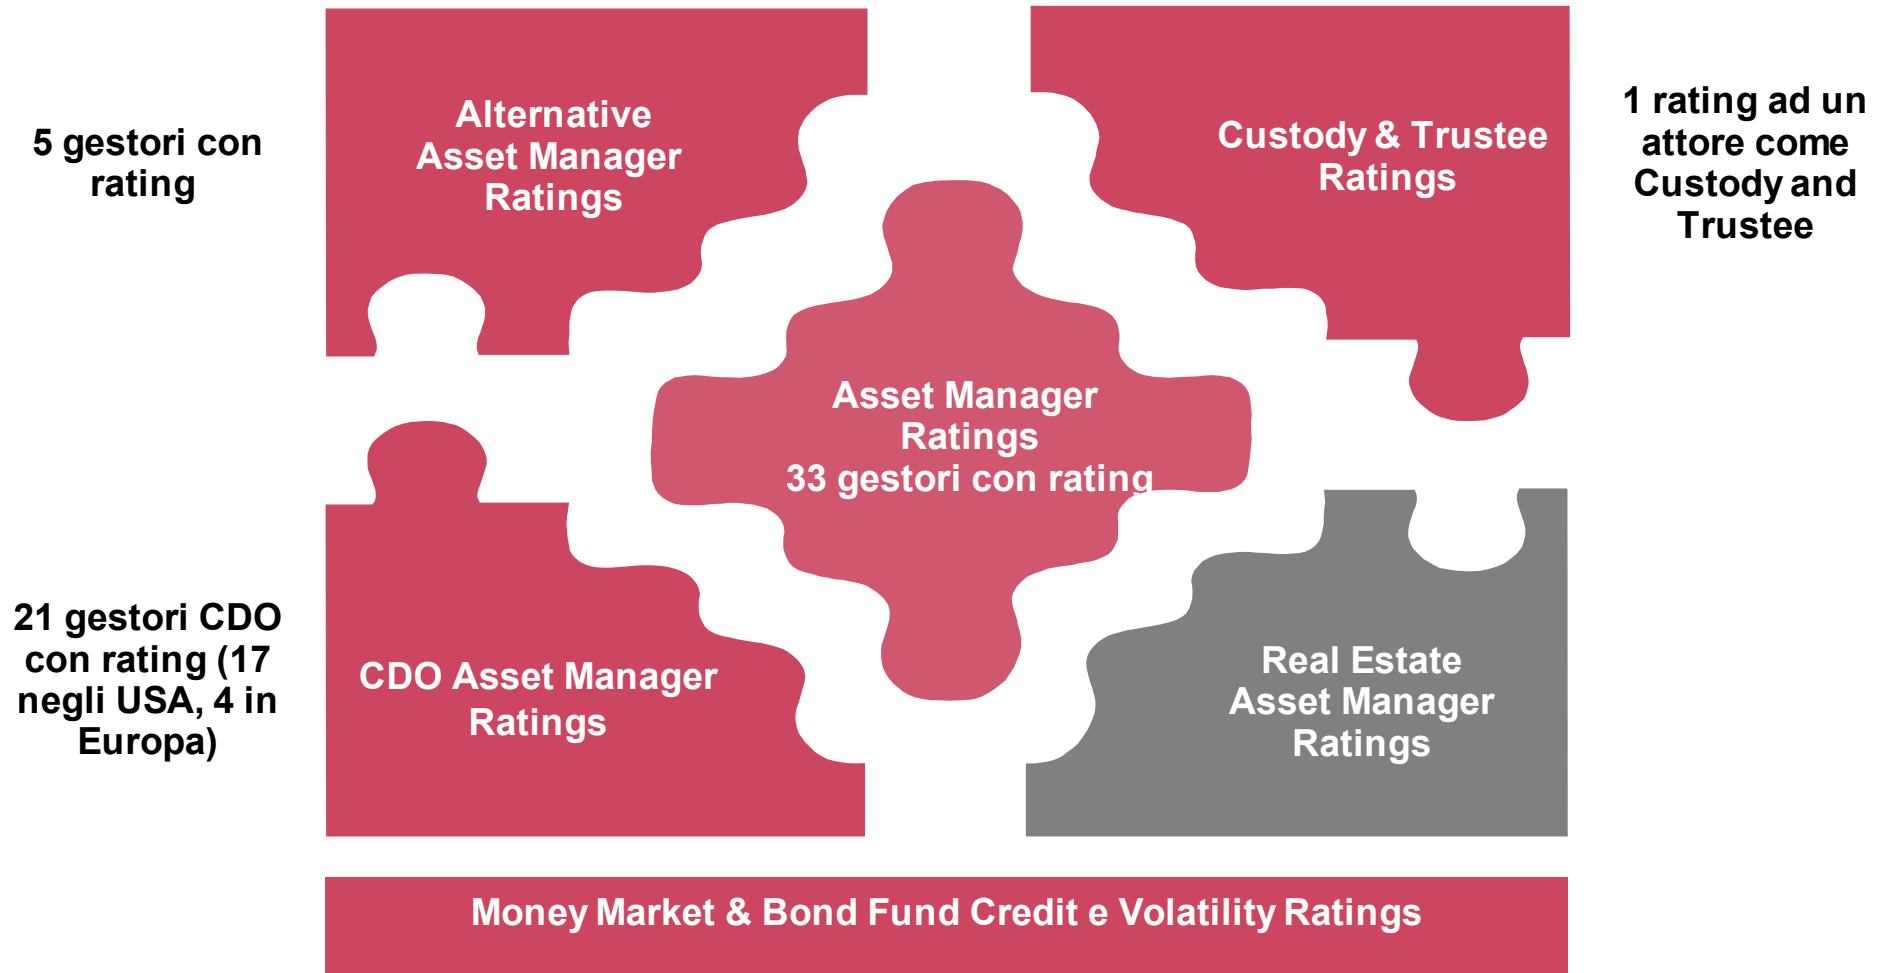 5 gestori con
rating
Alternative
Asset Manager
Ratings
Custody & Trustee
Ratings
1 rating ad un
attore come
Custody and
Trustee
Asset Manager
Ratings
33 gestori con rating
21 gestori CDO
con rating (17
negli USA, 4 in
Europa)
CDO Asset Manager
Ratings
Real Estate
Asset Manager
Ratings
Money Market & Bond Fund Credit e Volatility Ratings